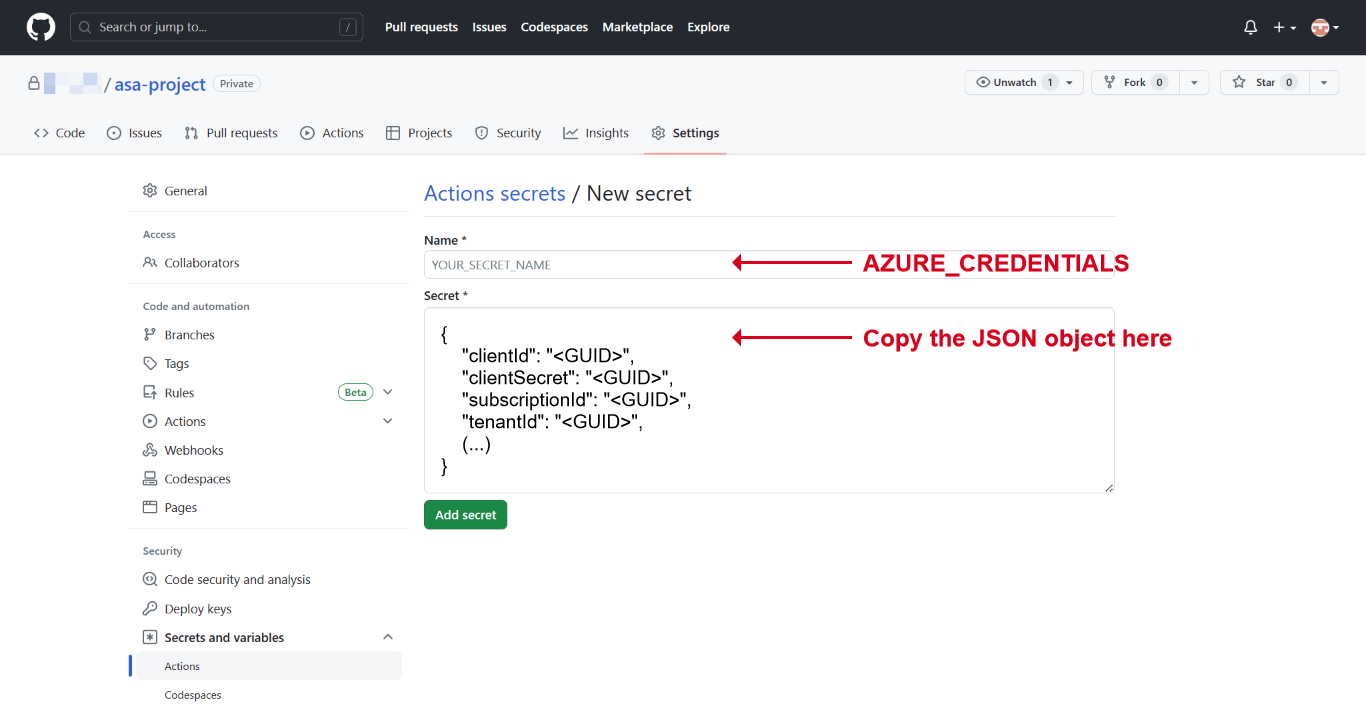 Search or jump to... /
Pull requests Issues Codespaces Marketplace Explore
/ asa-project Private
Unwatch 1 Fork 0 Star 0
Code Issues Pull requests Actions Projects Security Insights Settings
General
Access
Collaborators
Code and automation
Branches
Tags
Rules Beta
Actions
Webhooks
Codespaces
Pages
Security
Code security and analysis
Deploy keys
Secrets and variables
Actions
Codespaces
Actions secrets / New secret
Name *
YOUR_SECRET_NAME
AZURE_CREDENTIALS
Secret *
Copy the JSON object here
{
"clientId": "<GUID>",
"clientSecret": "<GUID>",
"subscriptionId": "<GUID>",
"tenantId": "<GUID>",
(...)
}
Add secret